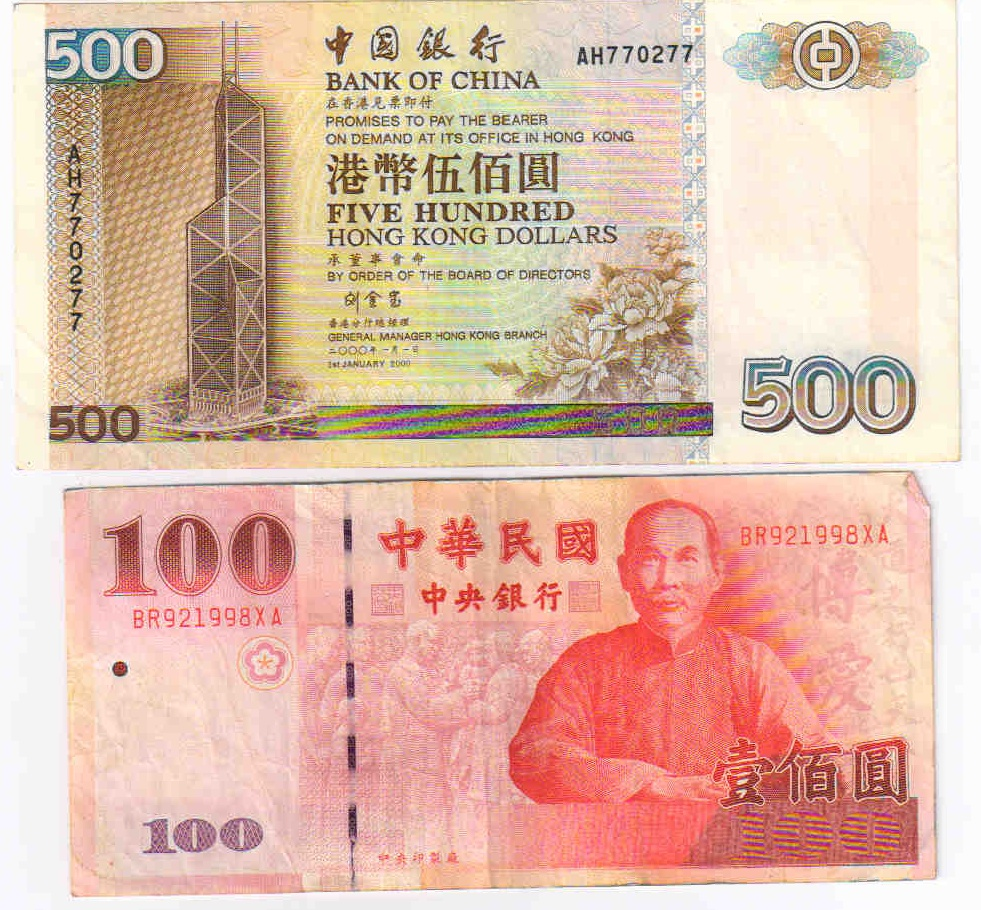 500
中國銀行
AH770277
BANK OF CHINA
在香港見票即付
PROMISES TO PAY THE BEARER
ON DEMAND AT ITS OFFICE IN HONG KONG
港幣伍佰圓
FIVE HUNDRED
HONG KONG DOLLARS
承董事會命
BY ORDER OF THE BOARD OF DIRECTORS
香港分行總經理
GENERAL MANAGER HONG KONG BRANCH
二〇〇〇年一月一日
1st JANUARY 2000
AH770277
500
500
100
中華民國
BR921998XA
中央銀行
BR921998XA
壹佰圓
100
中央印製廠